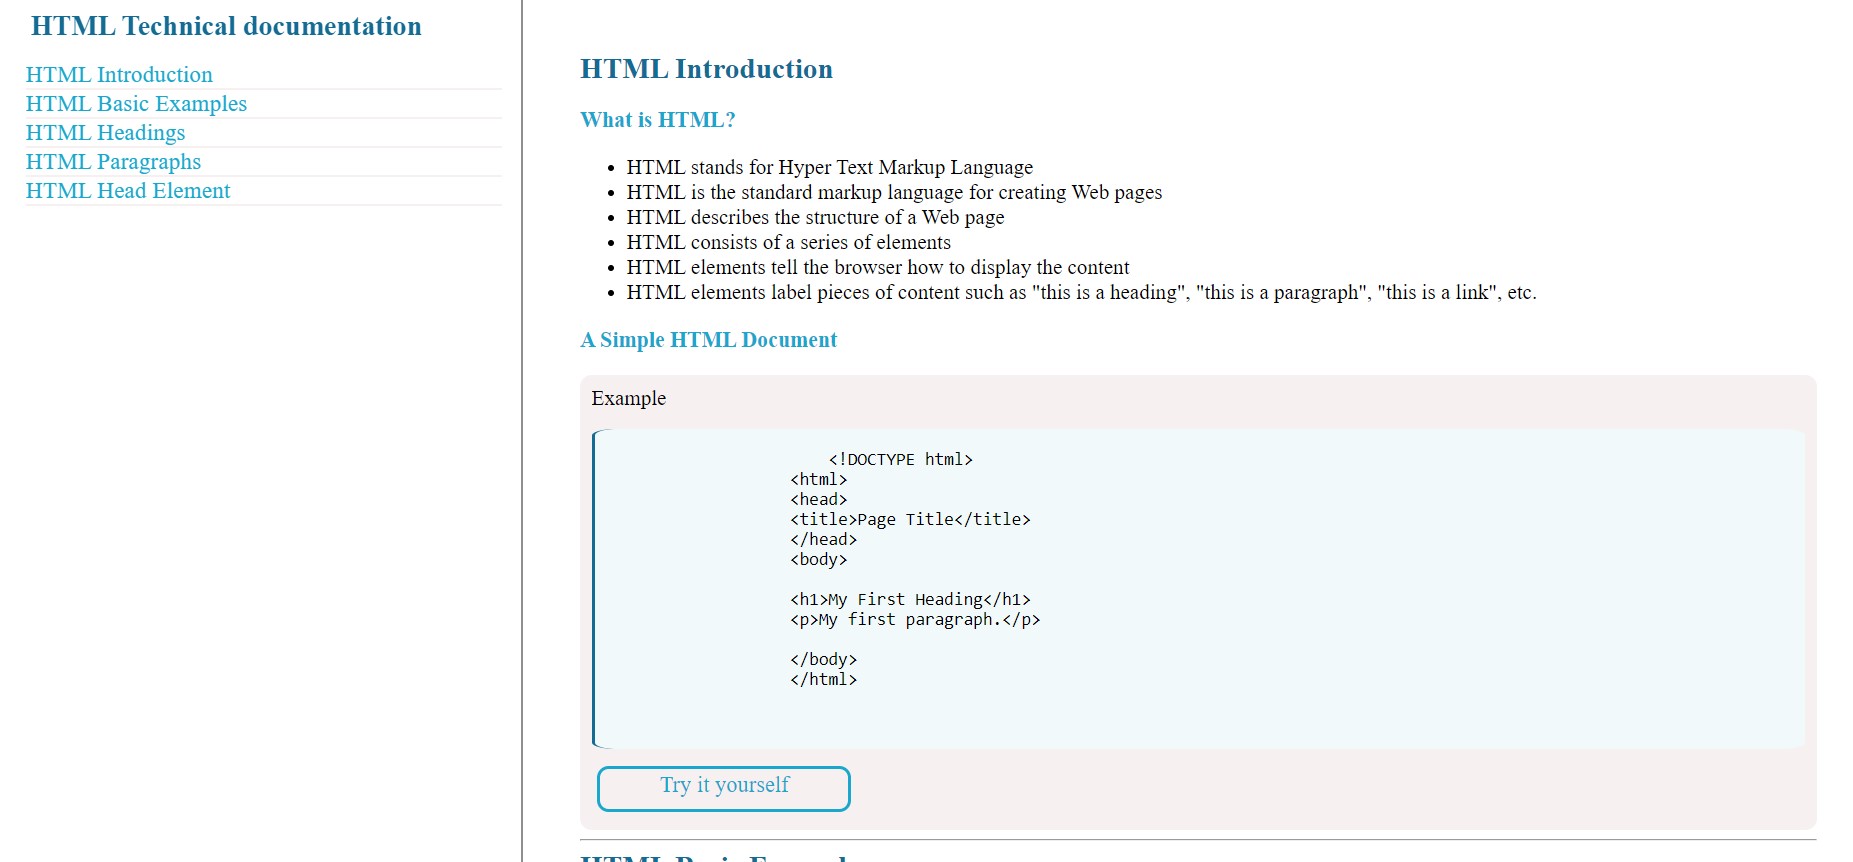 HTML Technical documentation
HTML Introduction
HTML Basic Examples
HTML Headings
HTML Paragraphs
HTML Head Element
HTML Introduction
What is HTML?
HTML stands for Hyper Text Markup Language
HTML is the standard markup language for creating Web pages
HTML describes the structure of a Web page
HTML consists of a series of elements
HTML elements tell the browser how to display the content
HTML elements label pieces of content such as "this is a heading", "this is a paragraph", "this is a link", etc.
A Simple HTML Document
Example
<!DOCTYPE html>
<html>
<head>
<title>Page Title</title>
</head>
<body>
<h1>My First Heading</h1>
<p>My first paragraph.</p>
</body>
</html>
Try it yourself
HTML Basic